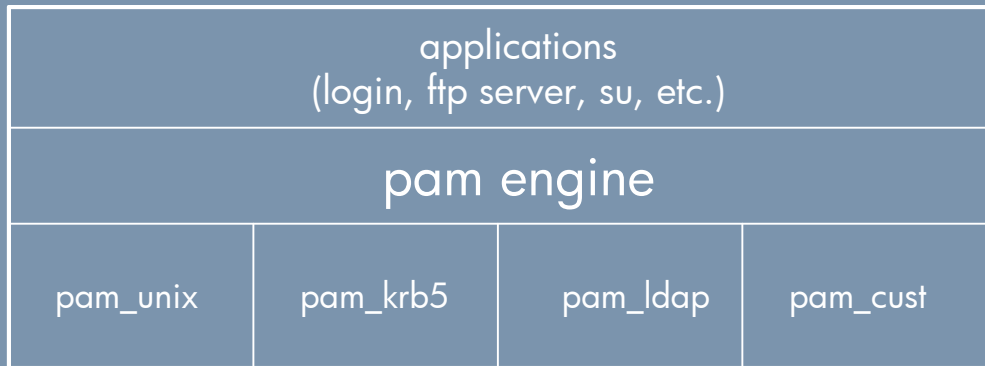 applications
(login, ftp server, su, etc.)
pam engine
pam_unix
pam_krb5
pam_ldap
pam_cust